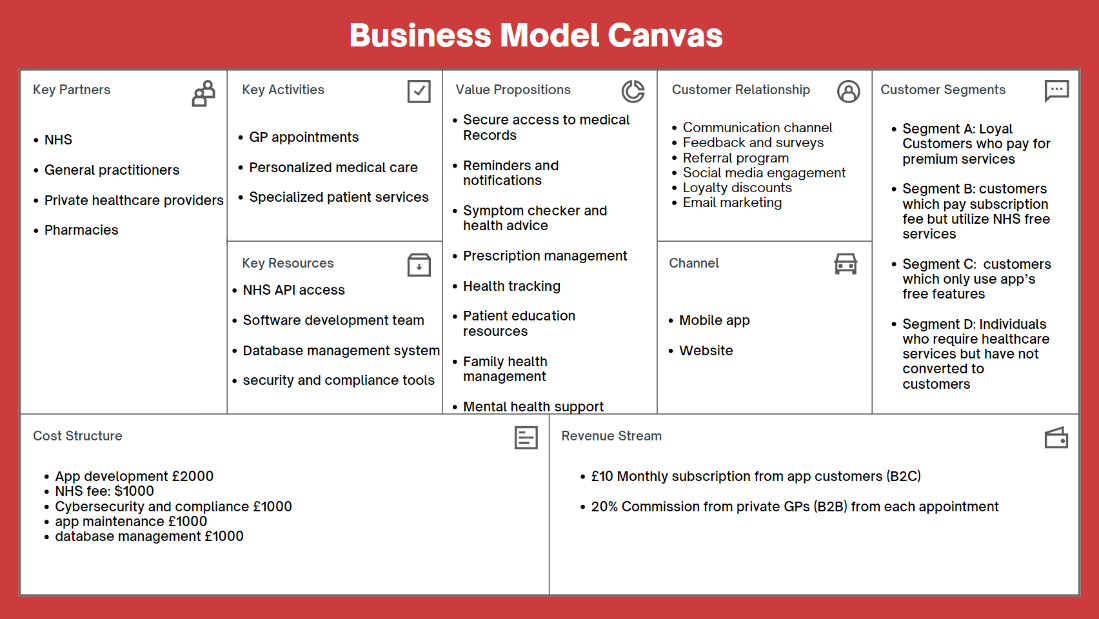 Business Model Canvas
Key Partners
• NHS
• General practitioners
• Private healthcare providers
• Pharmacies
Key Activities
• GP appointments
• Personalized medical care
• Specialized patient services
Key Resources
• NHS API access
• Software development team
• Database management system
• security and compliance tools
Value Propositions
• Secure access to medical
Records
• Reminders and
notifications
• Symptom checker and
health advice
• Prescription management
• Health tracking
• Patient education
resources
• Family health
management
• Mental health support
Customer Relationship
• Communication channel
• Feedback and surveys
• Referral program
• Social media engagement
• Loyalty discounts
• Email marketing
Channel
• Mobile app
• Website
Customer Segments
• Segment A: Loyal
Customers who pay for
premium services
• Segment B: customers
which pay subscription
fee but utilize NHS free
services
• Segment C:  customers
which only use app's
free features
• Segment D: Individuals
who require healthcare
services but have not
converted to
customers
Cost Structure
• App development £2000
• NHS fee: $1000
• Cybersecurity and compliance £1000
• app maintenance £1000
• database management £1000
Revenue Stream
• £10 Monthly subscription from app customers (B2C)
• 20% Commission from private GPs (B2B) from each appointment